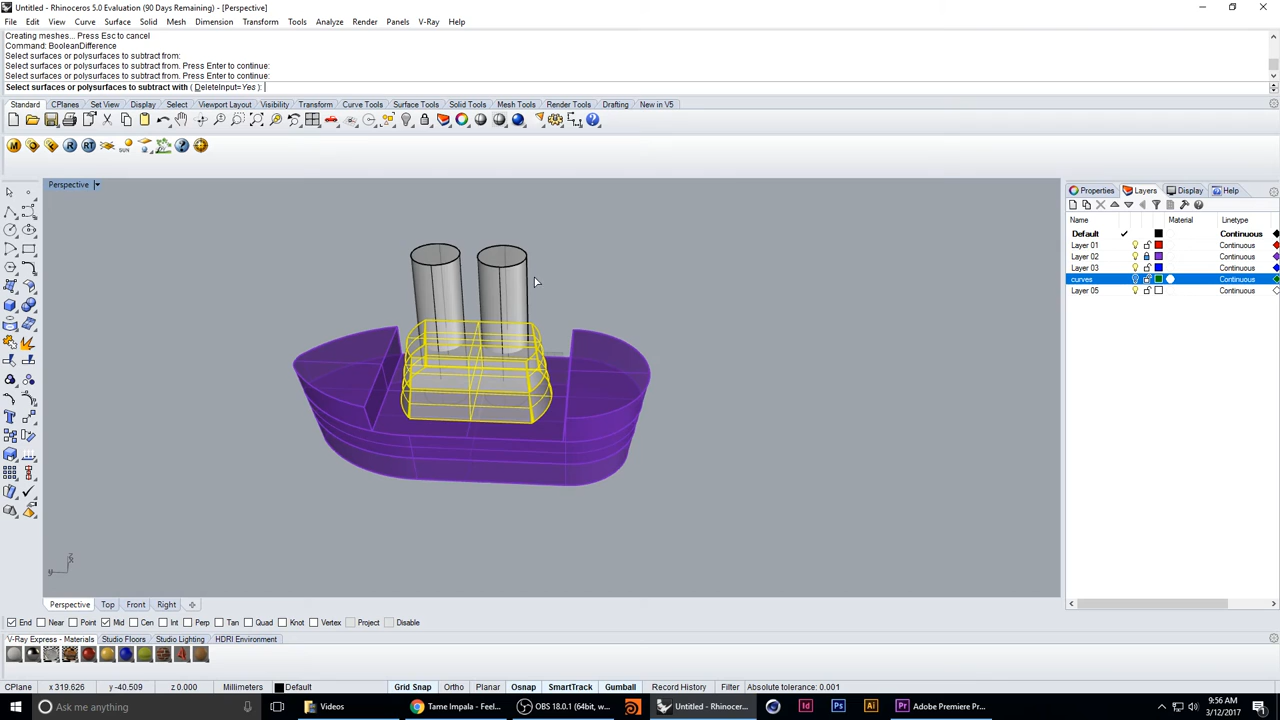 Untitled - Rhinoceros 5.0 Evaluation (90 Days Remaining) - [Perspective]
File Edit View Curve Surface Solid Mesh Dimension Transform Tools Analyze Render Panels V-Ray Help
Creating meshes... Press Esc to cancel
Command: BooleanDifference
Select surfaces or polysurfaces to subtract from:
Select surfaces or polysurfaces to subtract from. Press Enter to continue:
Select surfaces or polysurfaces to subtract from. Press Enter to continue:
Select surfaces or polysurfaces to subtract with ( DeleteInput=Yes ):
Standard CPlanes Set View Display Select Viewport Layout Visibility Transform Curve Tools Surface Tools Solid Tools Mesh Tools Render Tools Drafting New in V5
Perspective
Properties Layers Display Help
Name Material Linetype
Default Continuous
Layer 01 Continuous
Layer 02 Continuous
Layer 03 Continuous
curves Continuous
Layer 05 Continuous
z
x
y
Perspective Top Front Right
End Near Point Mid Cen Int Perp Tan Quad Knot Vertex Project Disable
V-Ray Express - Materials Studio Floors Studio Lighting HDRI Environment
CPlane x 319.626 y -40.509 z 0.000 Millimeters Default Grid Snap Ortho Planar Osnap SmartTrack Gumball Record History Filter Absolute tolerance: 0.001
Ask me anything Videos Tame Impala - Feel... OBS 18.0.1 (64bit, w... Untitled - Rhinocer... Adobe Premiere Pr... 9:56 AM
3/12/2017